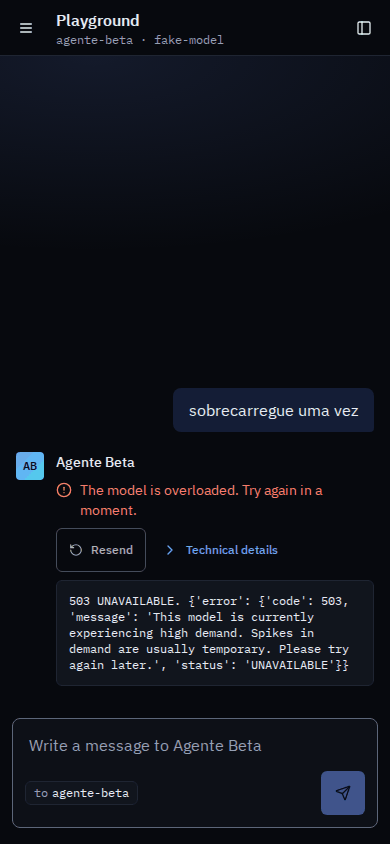 Playground
agente-beta · fake-model
sobrecarregue uma vez
AB
Agente Beta
The model is overloaded. Try again in a
moment.
Resend
Technical details
503 UNAVAILABLE. {'error': {'code': 503,
'message': 'This model is currently
experiencing high demand. Spikes in
demand are usually temporary. Please try
again later.', 'status': 'UNAVAILABLE'}}
Write a message to Agente Beta
to agente-beta